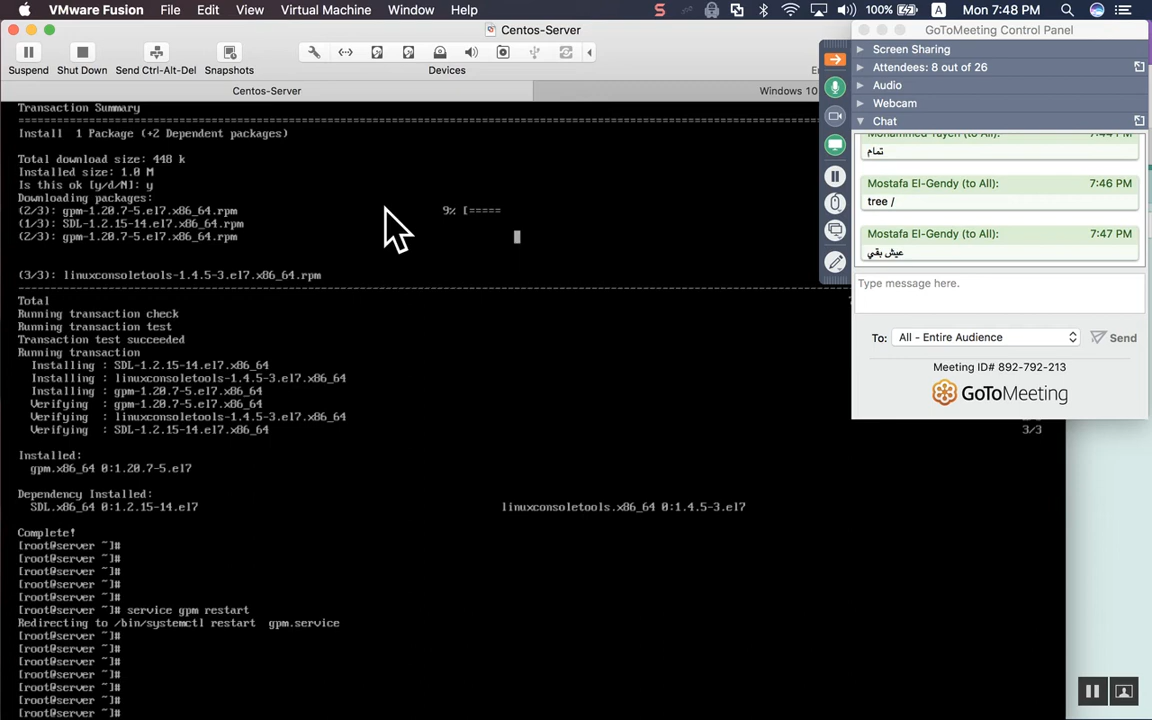 VMware Fusion File Edit View Virtual Machine Window Help
100% A Mon 7:48 PM
Centos-Server
Suspend Shut Down Send Ctrl-Alt-Del Snapshots Devices
Centos-Server Windows 10
Transaction Summary
Install 1 Package (+2 Dependent packages)
Total download size: 448 k
Installed size: 1.0 M
Is this ok [y/d/N]: y
Downloading packages:
(2/3): gpm-1.20.7-5.el7.x86_64.rpm 9% [=====
(1/3): SDL-1.2.15-14.el7.x86_64.rpm
(2/3): gpm-1.20.7-5.el7.x86_64.rpm
(3/3): linuxconsoletools-1.4.5-3.el7.x86_64.rpm
Total
Running transaction check
Running transaction test
Transaction test succeeded
Running transaction
Installing : SDL-1.2.15-14.el7.x86_64
Installing : linuxconsoletools-1.4.5-3.el7.x86_64
Installing : gpm-1.20.7-5.el7.x86_64
Verifying : gpm-1.20.7-5.el7.x86_64
Verifying : linuxconsoletools-1.4.5-3.el7.x86_64
Verifying : SDL-1.2.15-14.el7.x86_64 3/3
Installed:
gpm.x86_64 0:1.20.7-5.el7
Dependency Installed:
SDL.x86_64 0:1.2.15-14.el7 linuxconsoletools.x86_64 0:1.4.5-3.el7
Complete!
[root@server ~]#
[root@server ~]#
[root@server ~]#
[root@server ~]#
[root@server ~]#
[root@server ~]# service gpm restart
Redirecting to /bin/systemctl restart gpm.service
[root@server ~]#
[root@server ~]#
[root@server ~]#
[root@server ~]#
[root@server ~]#
[root@server ~]#
[root@server ~]#
GoToMeeting Control Panel
Screen Sharing
Attendees: 8 out of 26
Audio
Webcam
Chat
(to All): 7:44 PM
تمام
Mostafa El-Gendy (to All): 7:46 PM
tree /
Mostafa El-Gendy (to All): 7:47 PM
عيش بقي
Type message here.
To: All - Entire Audience Send
Meeting ID# 892-792-213
GoToMeeting